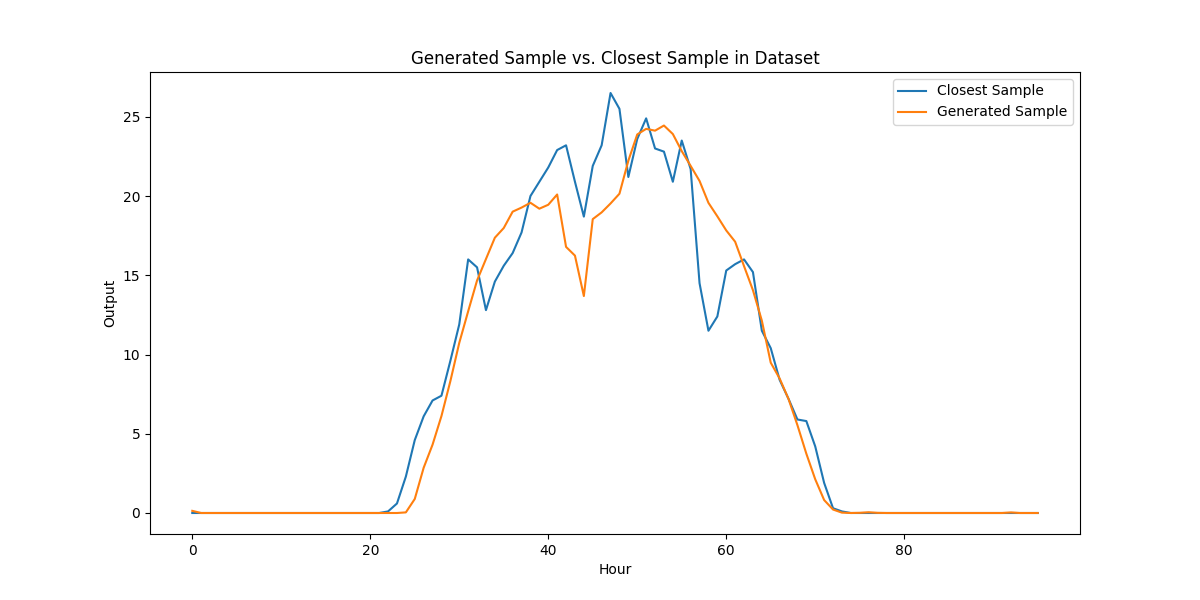 Generated Sample vs. Closest Sample in Dataset
Closest Sample
Generated Sample
Output
25
20
15
10
5
0
0 20 40 60 80
Hour